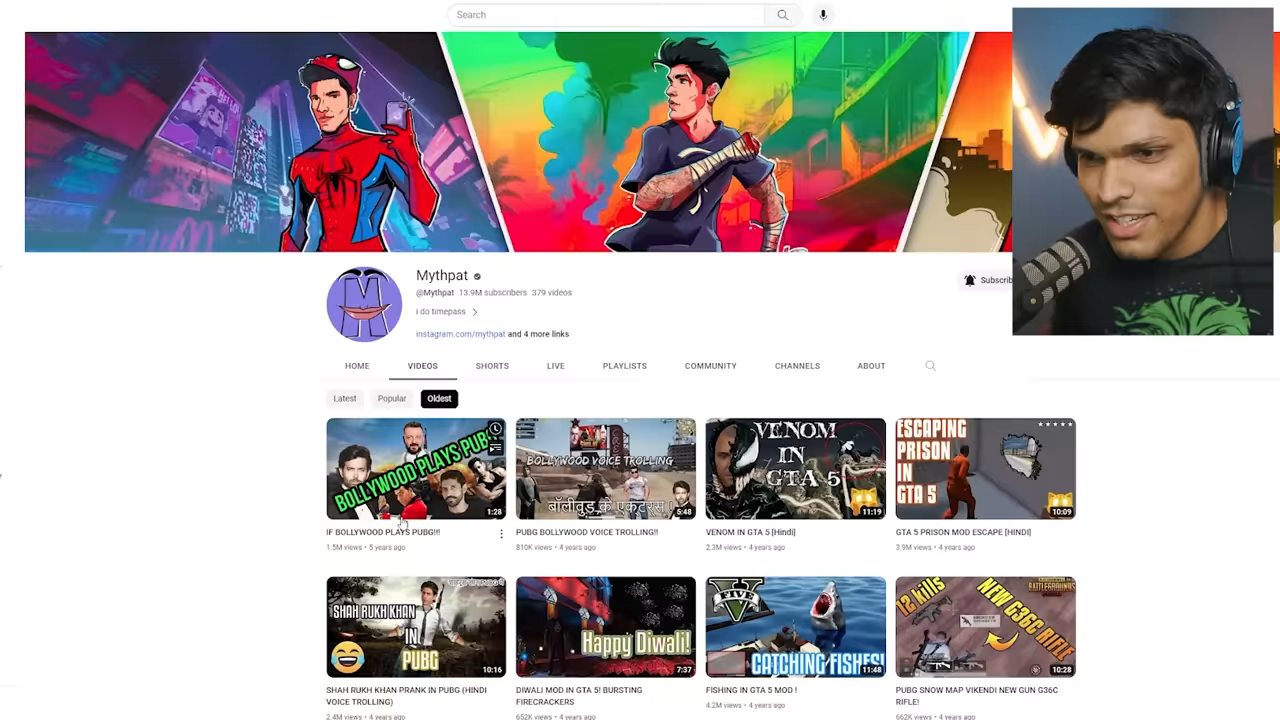 Search
Mythpat
@Mythpat 13.9M subscribers 379 videos
i do timepass
instagram.com/mythpat and 4 more links
Subscrib
HOME VIDEOS SHORTS LIVE PLAYLISTS COMMUNITY CHANNELS ABOUT
Latest Popular Oldest
BOLLYWOOD PLAYS PUBG
1:28
IF BOLLYWOOD PLAYS PUBG!!!
1.5M views • 5 years ago
BOLLYWOOD VOICE TROLLING
बॉलीवुड के एक्टरस !
5:48
PUBG BOLLYWOOD VOICE TROLLING!!
810K views • 4 years ago
VENOM
IN
GTA 5
11:19
VENOM IN GTA 5 [Hindi]
2.3M views • 4 years ago
ESCAPING
PRISON
IN
GTA 5
10:09
GTA 5 PRISON MOD ESCAPE [HINDI]
3.9M views • 4 years ago
SHAH RUKH KHAN
IN
PUBG
10:16
SHAH RUKH KHAN PRANK IN PUBG (HINDI
VOICE TROLLING)
2.4M views • 4 years ago
Happy Diwali!
7:37
DIWALI MOD IN GTA 5! BURSTING
FIRECRACKERS
652K views • 4 years ago
FIVE
CATCHING FISHES!
11:48
FISHING IN GTA 5 MOD !
4.2M views • 4 years ago
12 kills
NEW G36C RIFLE
BATTLEGROUNDS
10:28
PUBG SNOW MAP VIKENDI NEW GUN G36C
RIFLE!
662K views • 4 years ago